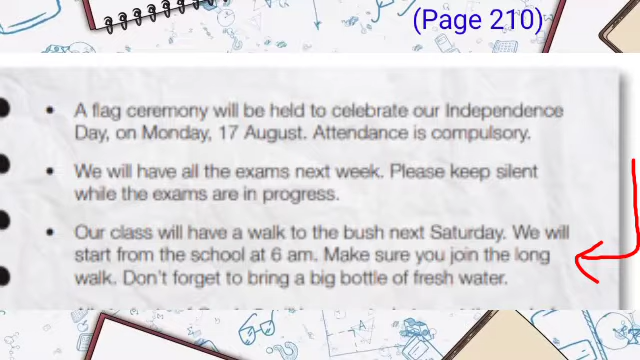 (Page 210)
• A flag ceremony will be held to celebrate our Independence
Day, on Monday, 17 August. Attendance is compulsory.
• We will have all the exams next week. Please keep silent
while the exams are in progress.
• Our class will have a walk to the bush next Saturday. We will
start from the school at 6 am. Make sure you join the long
walk. Don't forget to bring a big bottle of fresh water.